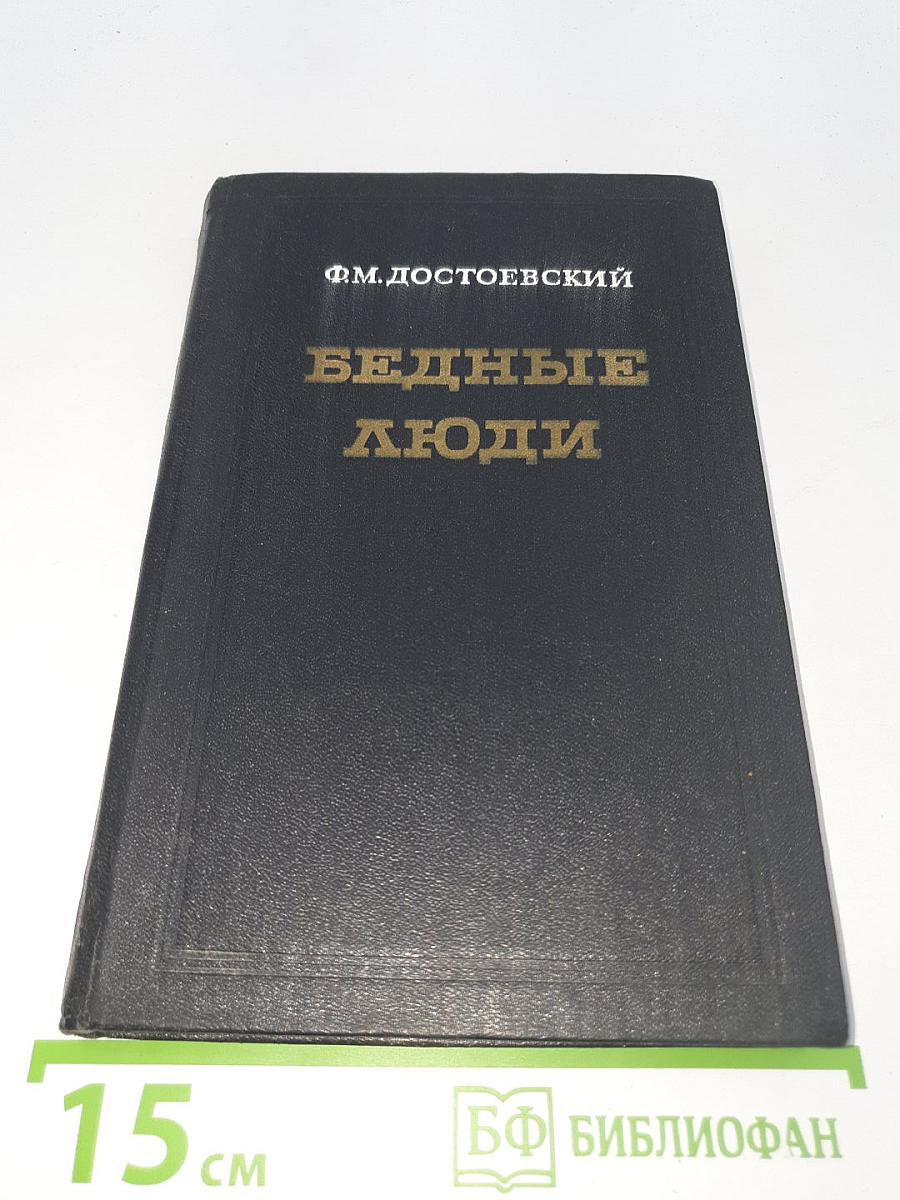 Ф.М.ДОСТОЕВСКИЙ
БЕДНЫЕ
ЛЮДИ
15 см
БФ БИБЛИОФАН